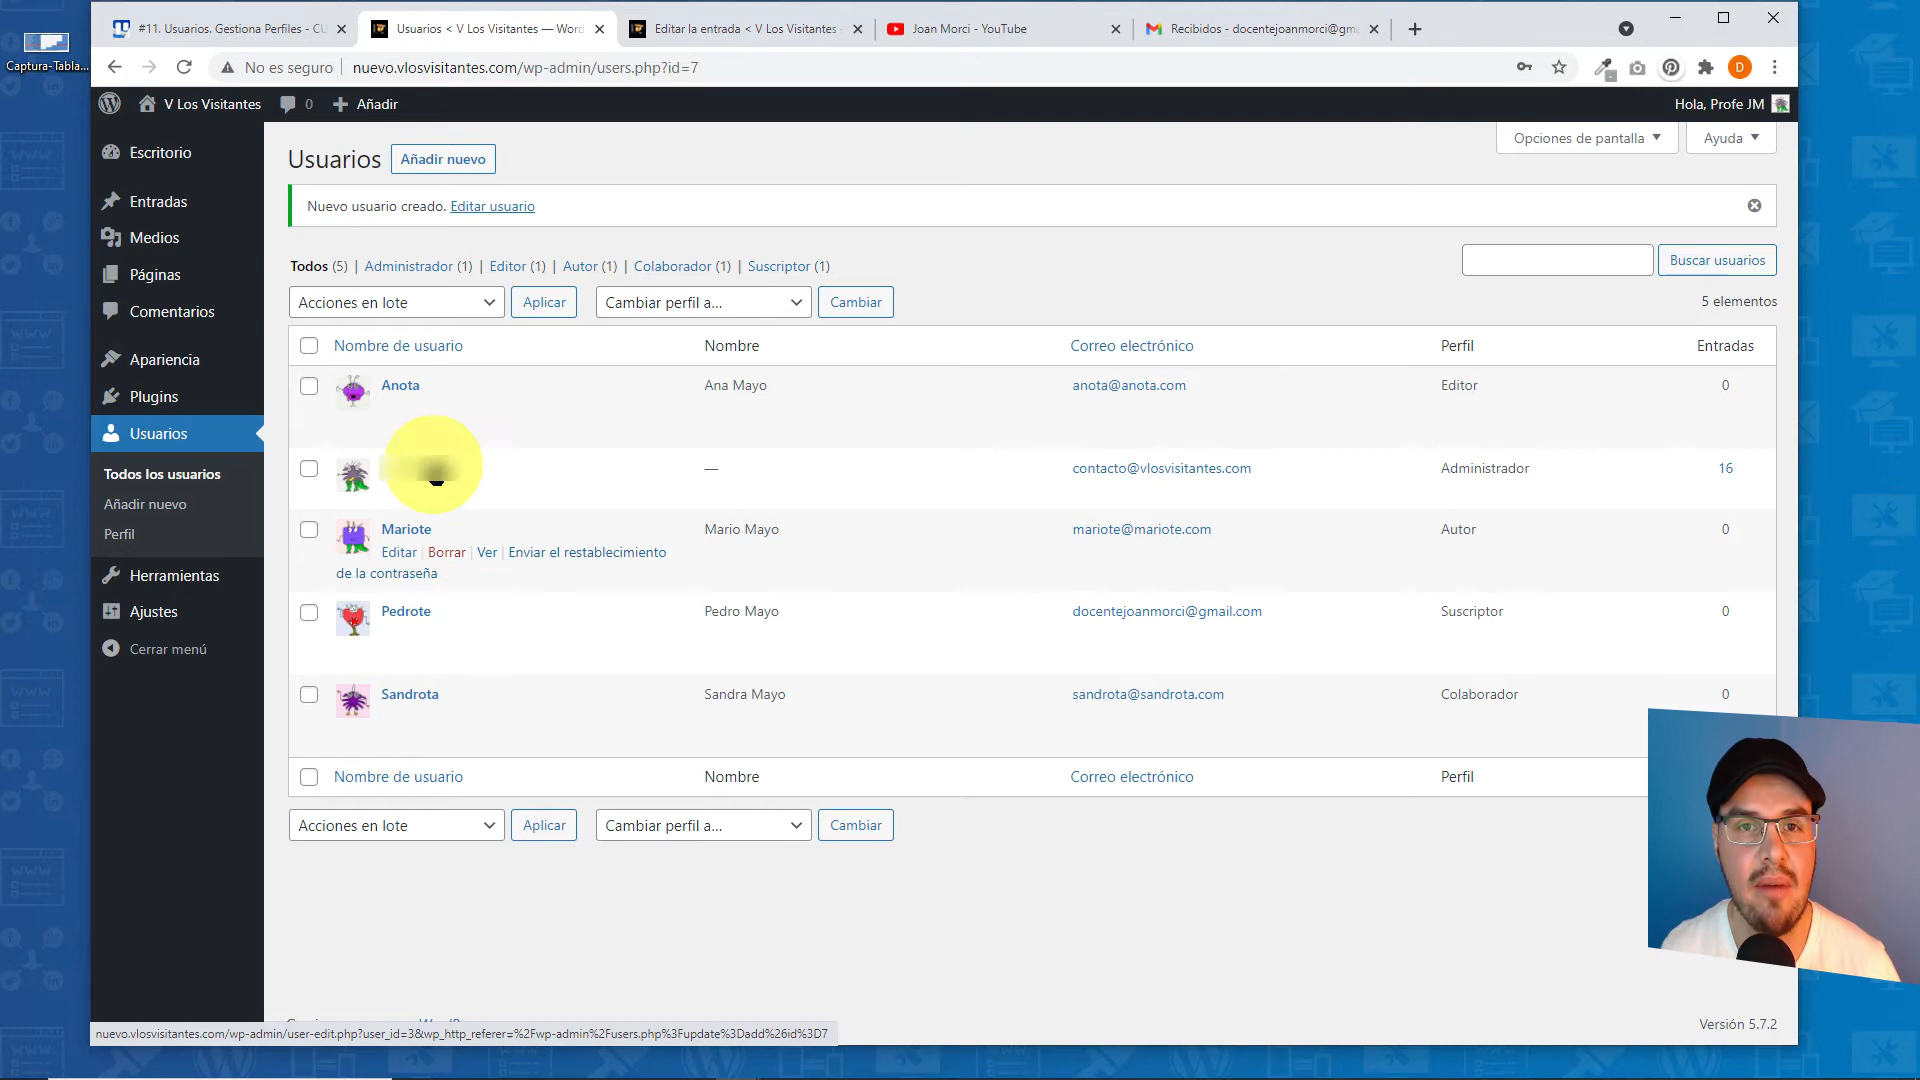 #11. Usuarios. Gestiona Perfiles - CU
Usuarios < V Los Visitantes — Word
Editar la entrada < V Los Visitantes
Joan Morci - YouTube
Recibidos - docentejoanmorci@gm
Captura-Tabla...
No es seguro
nuevo.vlosvisitantes.com/wp-admin/users.php?id=7
D
V Los Visitantes
0
Añadir
Hola, Profe JM
Escritorio
Entradas
Medios
Páginas
Comentarios
Apariencia
Plugins
Usuarios
Todos los usuarios
Añadir nuevo
Perfil
Herramientas
Ajustes
Cerrar menú
Opciones de pantalla
Ayuda
Usuarios
Añadir nuevo
Nuevo usuario creado. Editar usuario
Todos (5) | Administrador (1) | Editor (1) | Autor (1) | Colaborador (1) | Suscriptor (1)
Buscar usuarios
Acciones en lote
Aplicar
Cambiar perfil a...
Cambiar
5 elementos
Nombre de usuario
Nombre
Correo electrónico
Perfil
Entradas
Anota
Ana Mayo
anota@anota.com
Editor
0
—
contacto@vlosvisitantes.com
Administrador
16
Mariote
Mario Mayo
mariote@mariote.com
Autor
0
Editar | Borrar | Ver | Enviar el restablecimiento
de la contraseña
Pedrote
Pedro Mayo
docentejoanmorci@gmail.com
Suscriptor
0
Sandrota
Sandra Mayo
sandrota@sandrota.com
Colaborador
0
Nombre de usuario
Nombre
Correo electrónico
Perfil
Acciones en lote
Aplicar
Cambiar perfil a...
Cambiar
Versión 5.7.2
nuevo.vlosvisitantes.com/wp-admin/user-edit.php?user_id=3&wp_http_referer=%2Fwp-admin%2Fusers.php%3Fupdate%3Dadd%26id%3D7